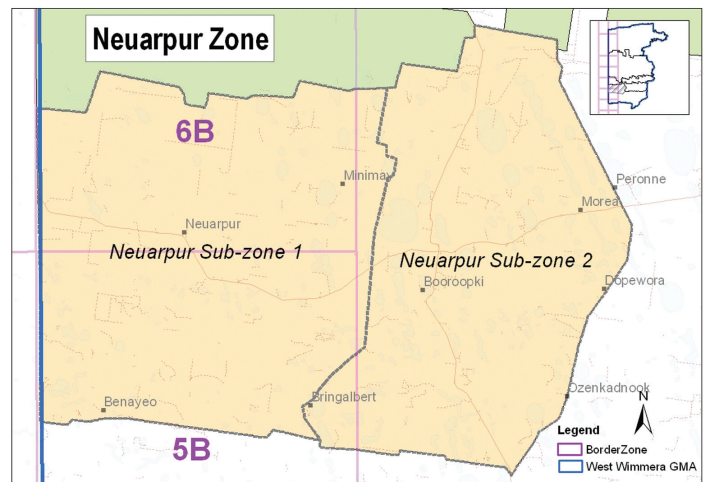 Neuarpur Zone
6B
Minimay
Peronne
Morea
Neuarpur
Neuarpur Sub-zone 1
Neuarpur Sub-zone 2
Booroopki
Dopewora
Ozenkadnook
N
Benayeo
Bringalbert
5B
Legend
BorderZone
West Wimmera GMA